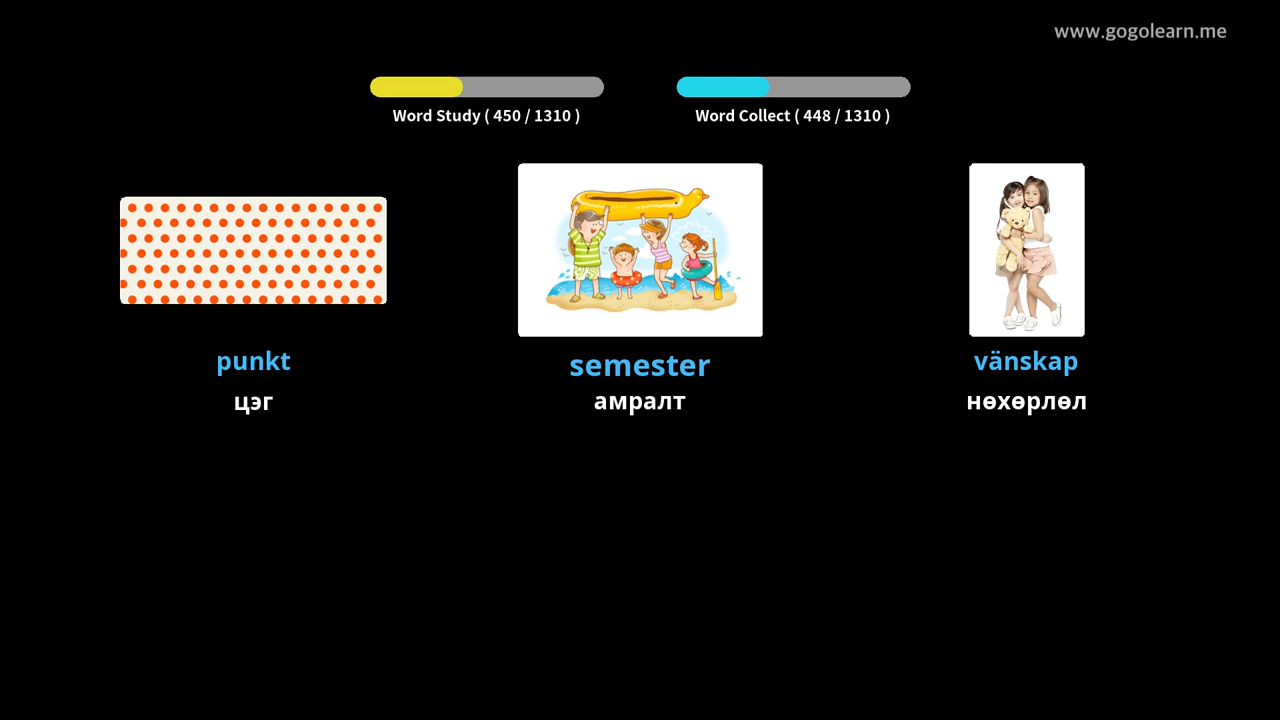 www.gogolearn.me
Word Study ( 450 / 1310 )
Word Collect ( 448 / 1310 )
punkt
цэг
semester
амралт
vänskap
нөхөрлөл